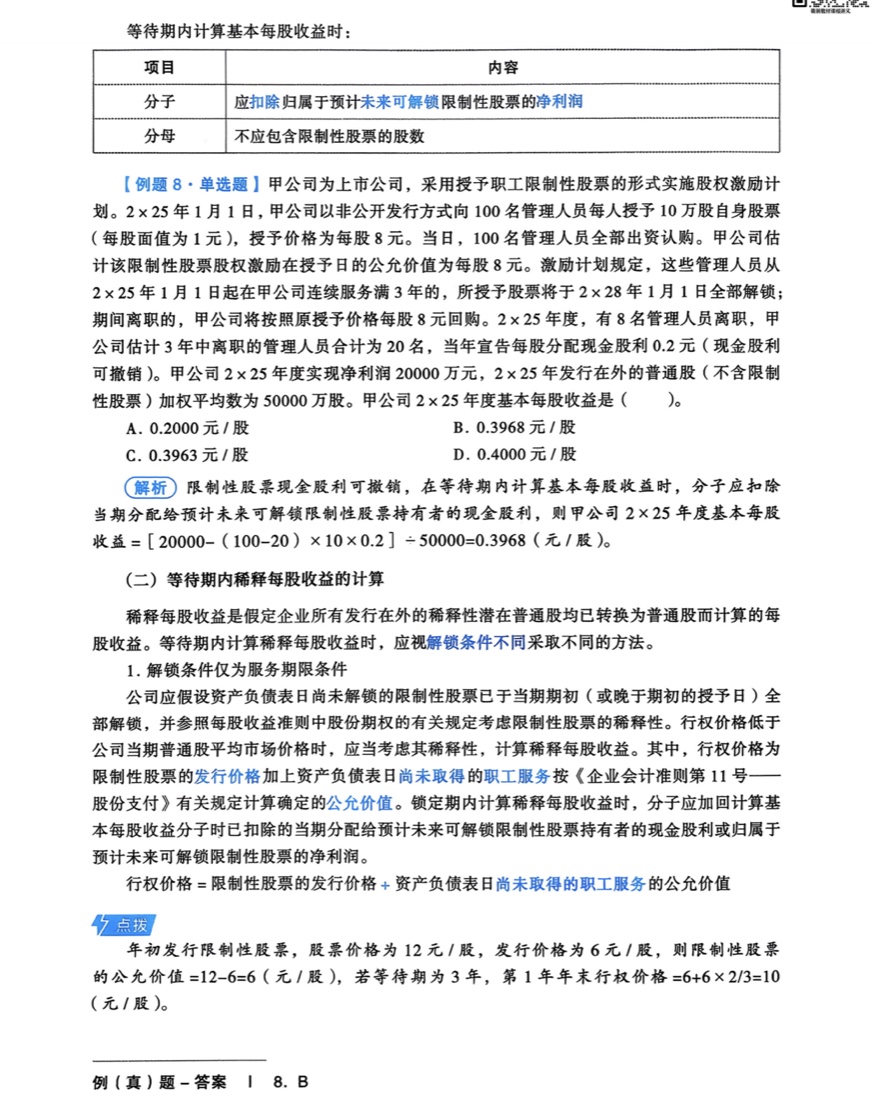 等待期内计算基本每股收益时：
项目 内容
分子 应扣除归属于预计未来可解锁限制性股票的净利润
分母 不应包含限制性股票的股数
【例题8·单选题】甲公司为上市公司，采用授予职工限制性股票的形式实施股权激励计
划。2×25年1月1日，甲公司以非公开发行方式向100名管理人员每人授予10万股自身股票
（每股面值为1元），授予价格为每股8元。当日，100名管理人员全部出资认购。甲公司估
计该限制性股票股权激励在授予日的公允价值为每股8元。激励计划规定，这些管理人员从
2×25年1月1日起在甲公司连续服务满3年的，所授予股票将于2×28年1月1日全部解锁；
期间离职的，甲公司将按照原授予价格每股8元回购。2×25年度，有8名管理人员离职，甲
公司估计3年中离职的管理人员合计为20名，当年宣告每股分配现金股利0.2元（现金股利
可撤销）。甲公司2×25年度实现净利润20000万元，2×25年发行在外的普通股（不含限制
性股票）加权平均数为50000万股。甲公司2×25年度基本每股收益是（　　）。
A. 0.2000元/股 B. 0.3968元/股
C. 0.3963元/股 D. 0.4000元/股
解析 限制性股票现金股利可撤销，在等待期内计算基本每股收益时，分子应扣除
当期分配给预计未来可解锁限制性股票持有者的现金股利，则甲公司2×25年度基本每股
收益=［20000-（100-20）×10×0.2］÷50000=0.3968（元/股）。
（二）等待期内稀释每股收益的计算
稀释每股收益是假定企业所有发行在外的稀释性潜在普通股均已转换为普通股而计算的每
股收益。等待期内计算稀释每股收益时，应视解锁条件不同采取不同的方法。
1. 解锁条件仅为服务期限条件
公司应假设资产负债表日尚未解锁的限制性股票已于当期期初（或晚于期初的授予日）全
部解锁，并参照每股收益准则中股份期权的有关规定考虑限制性股票的稀释性。行权价格低于
公司当期普通股平均市场价格时，应当考虑其稀释性，计算稀释每股收益。其中，行权价格为
限制性股票的发行价格加上资产负债表日尚未取得的职工服务按《企业会计准则第11号——
股份支付》有关规定计算确定的公允价值。锁定期内计算稀释每股收益时，分子应加回计算基
本每股收益分子时已扣除的当期分配给预计未来可解锁限制性股票持有者的现金股利或归属于
预计未来可解锁限制性股票的净利润。
行权价格=限制性股票的发行价格+资产负债表日尚未取得的职工服务的公允价值
点拨
年初发行限制性股票，股票价格为12元/股，发行价格为6元/股，则限制性股票
的公允价值=12-6=6（元/股），若等待期为3年，第1年年末行权价格=6+6×2/3=10
（元/股）。
例（真）题-答案 | 8. B